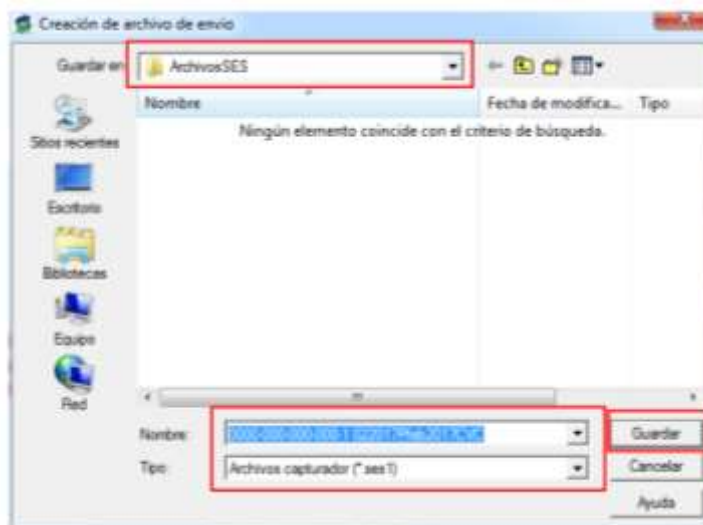 Creación de archivo de envio
Guardar en: ArchivosSES
Nombre Fecha de modifica... Tipo
Ningún elemento coincide con el criterio de búsqueda.
Sitios recientes
Escritorio
Bibliotecas
Equipo
Red
Nombre: Guardar
Tipo: Archivos capturador (*.ses1) Cancelar
Ayuda